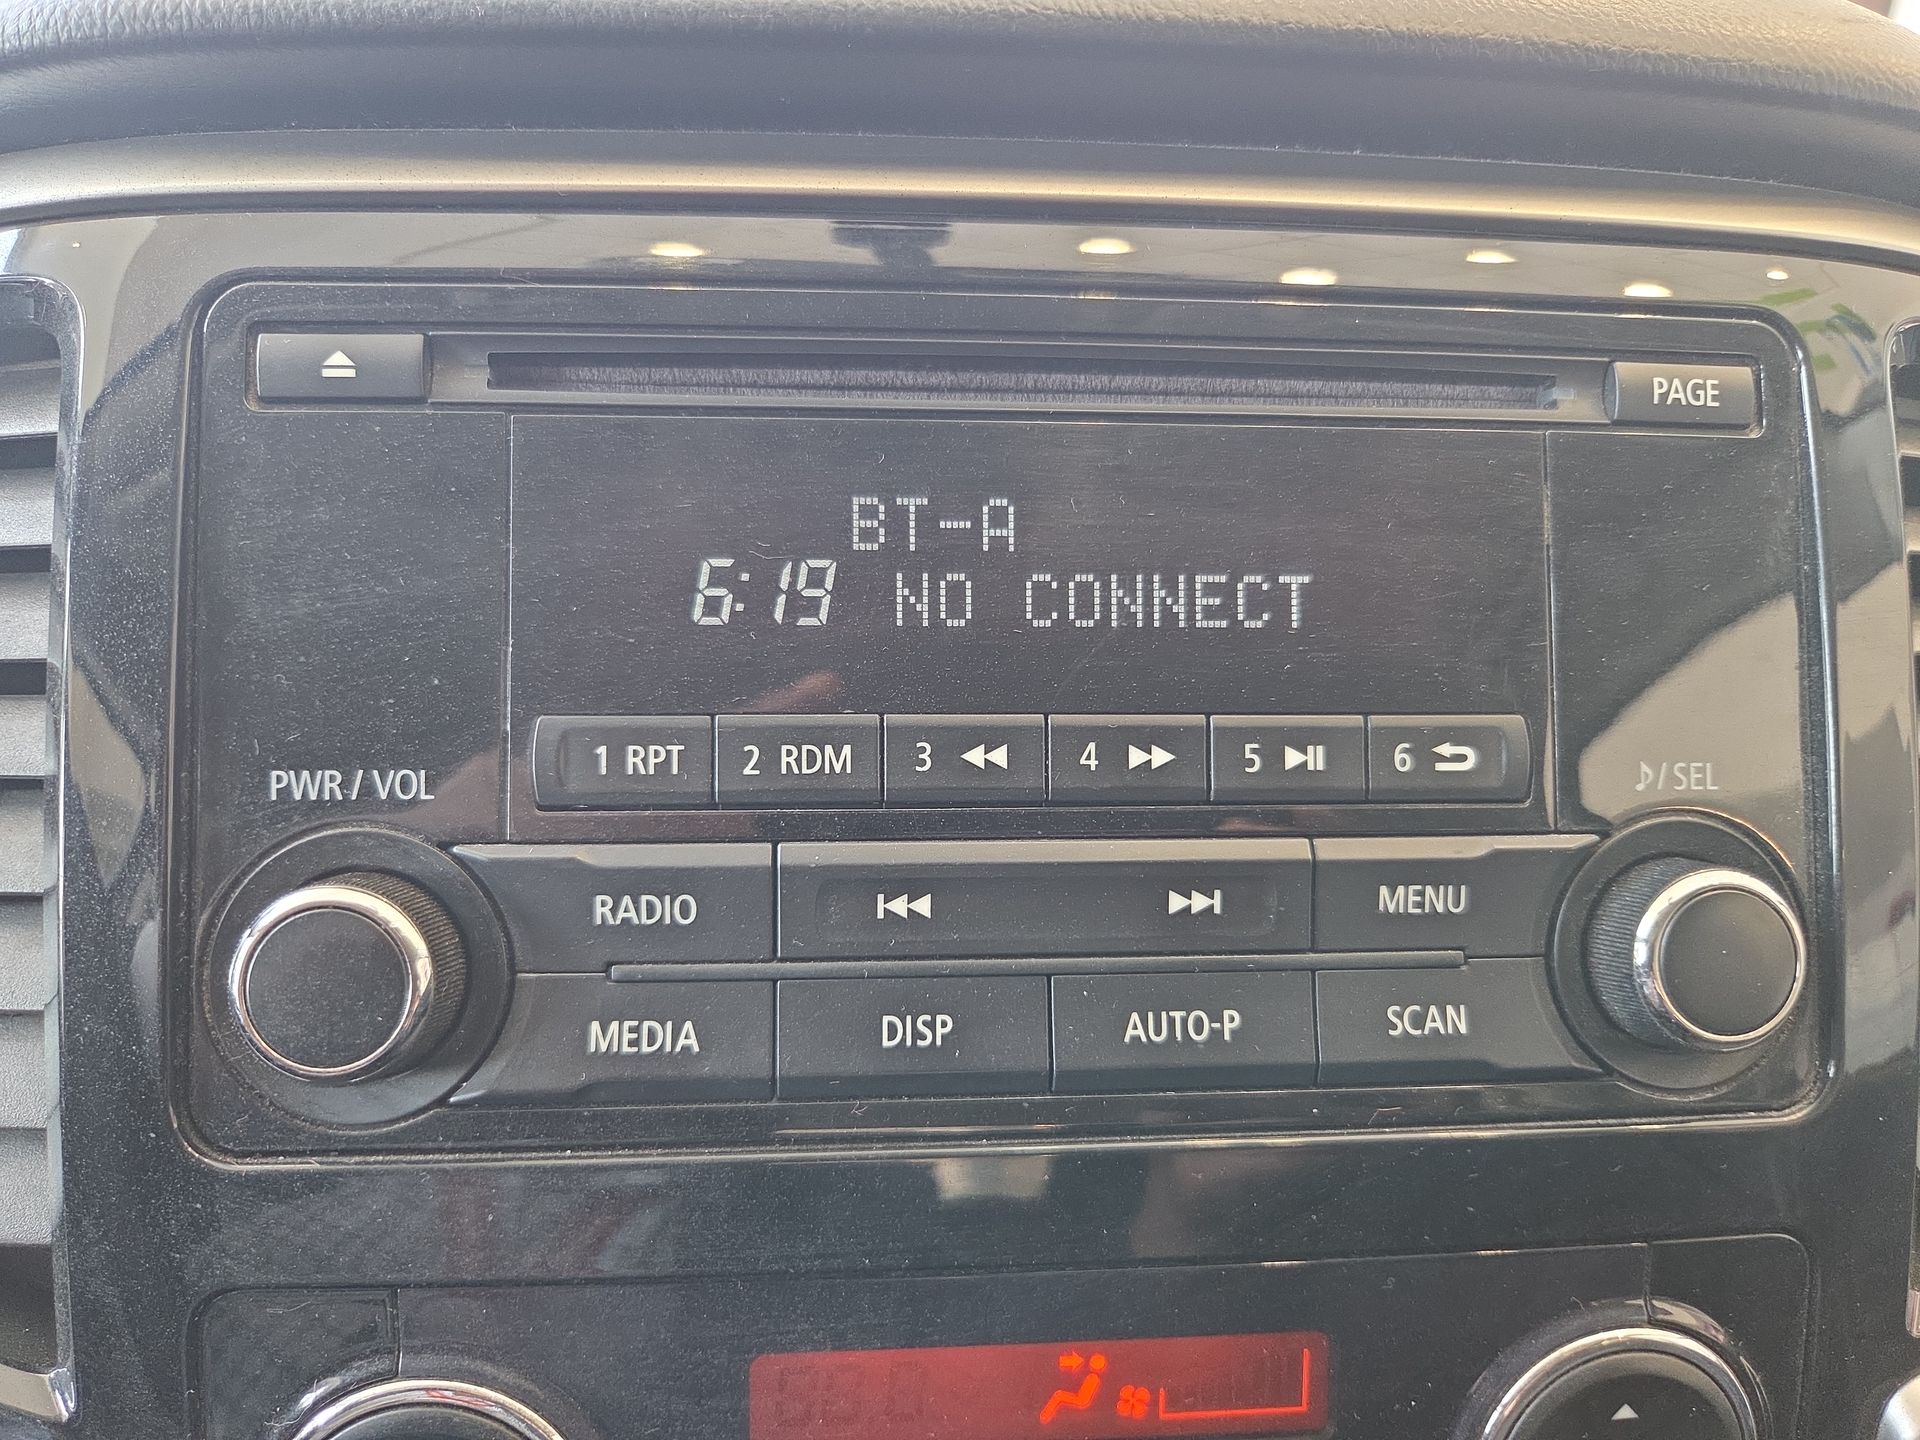 PAGE
BT-A
6:19 NO CONNECT
1 RPT 2 RDM 3 4 5 6
PWR / VOL
♪/ SEL
RADIO MENU
MEDIA DISP AUTO-P SCAN